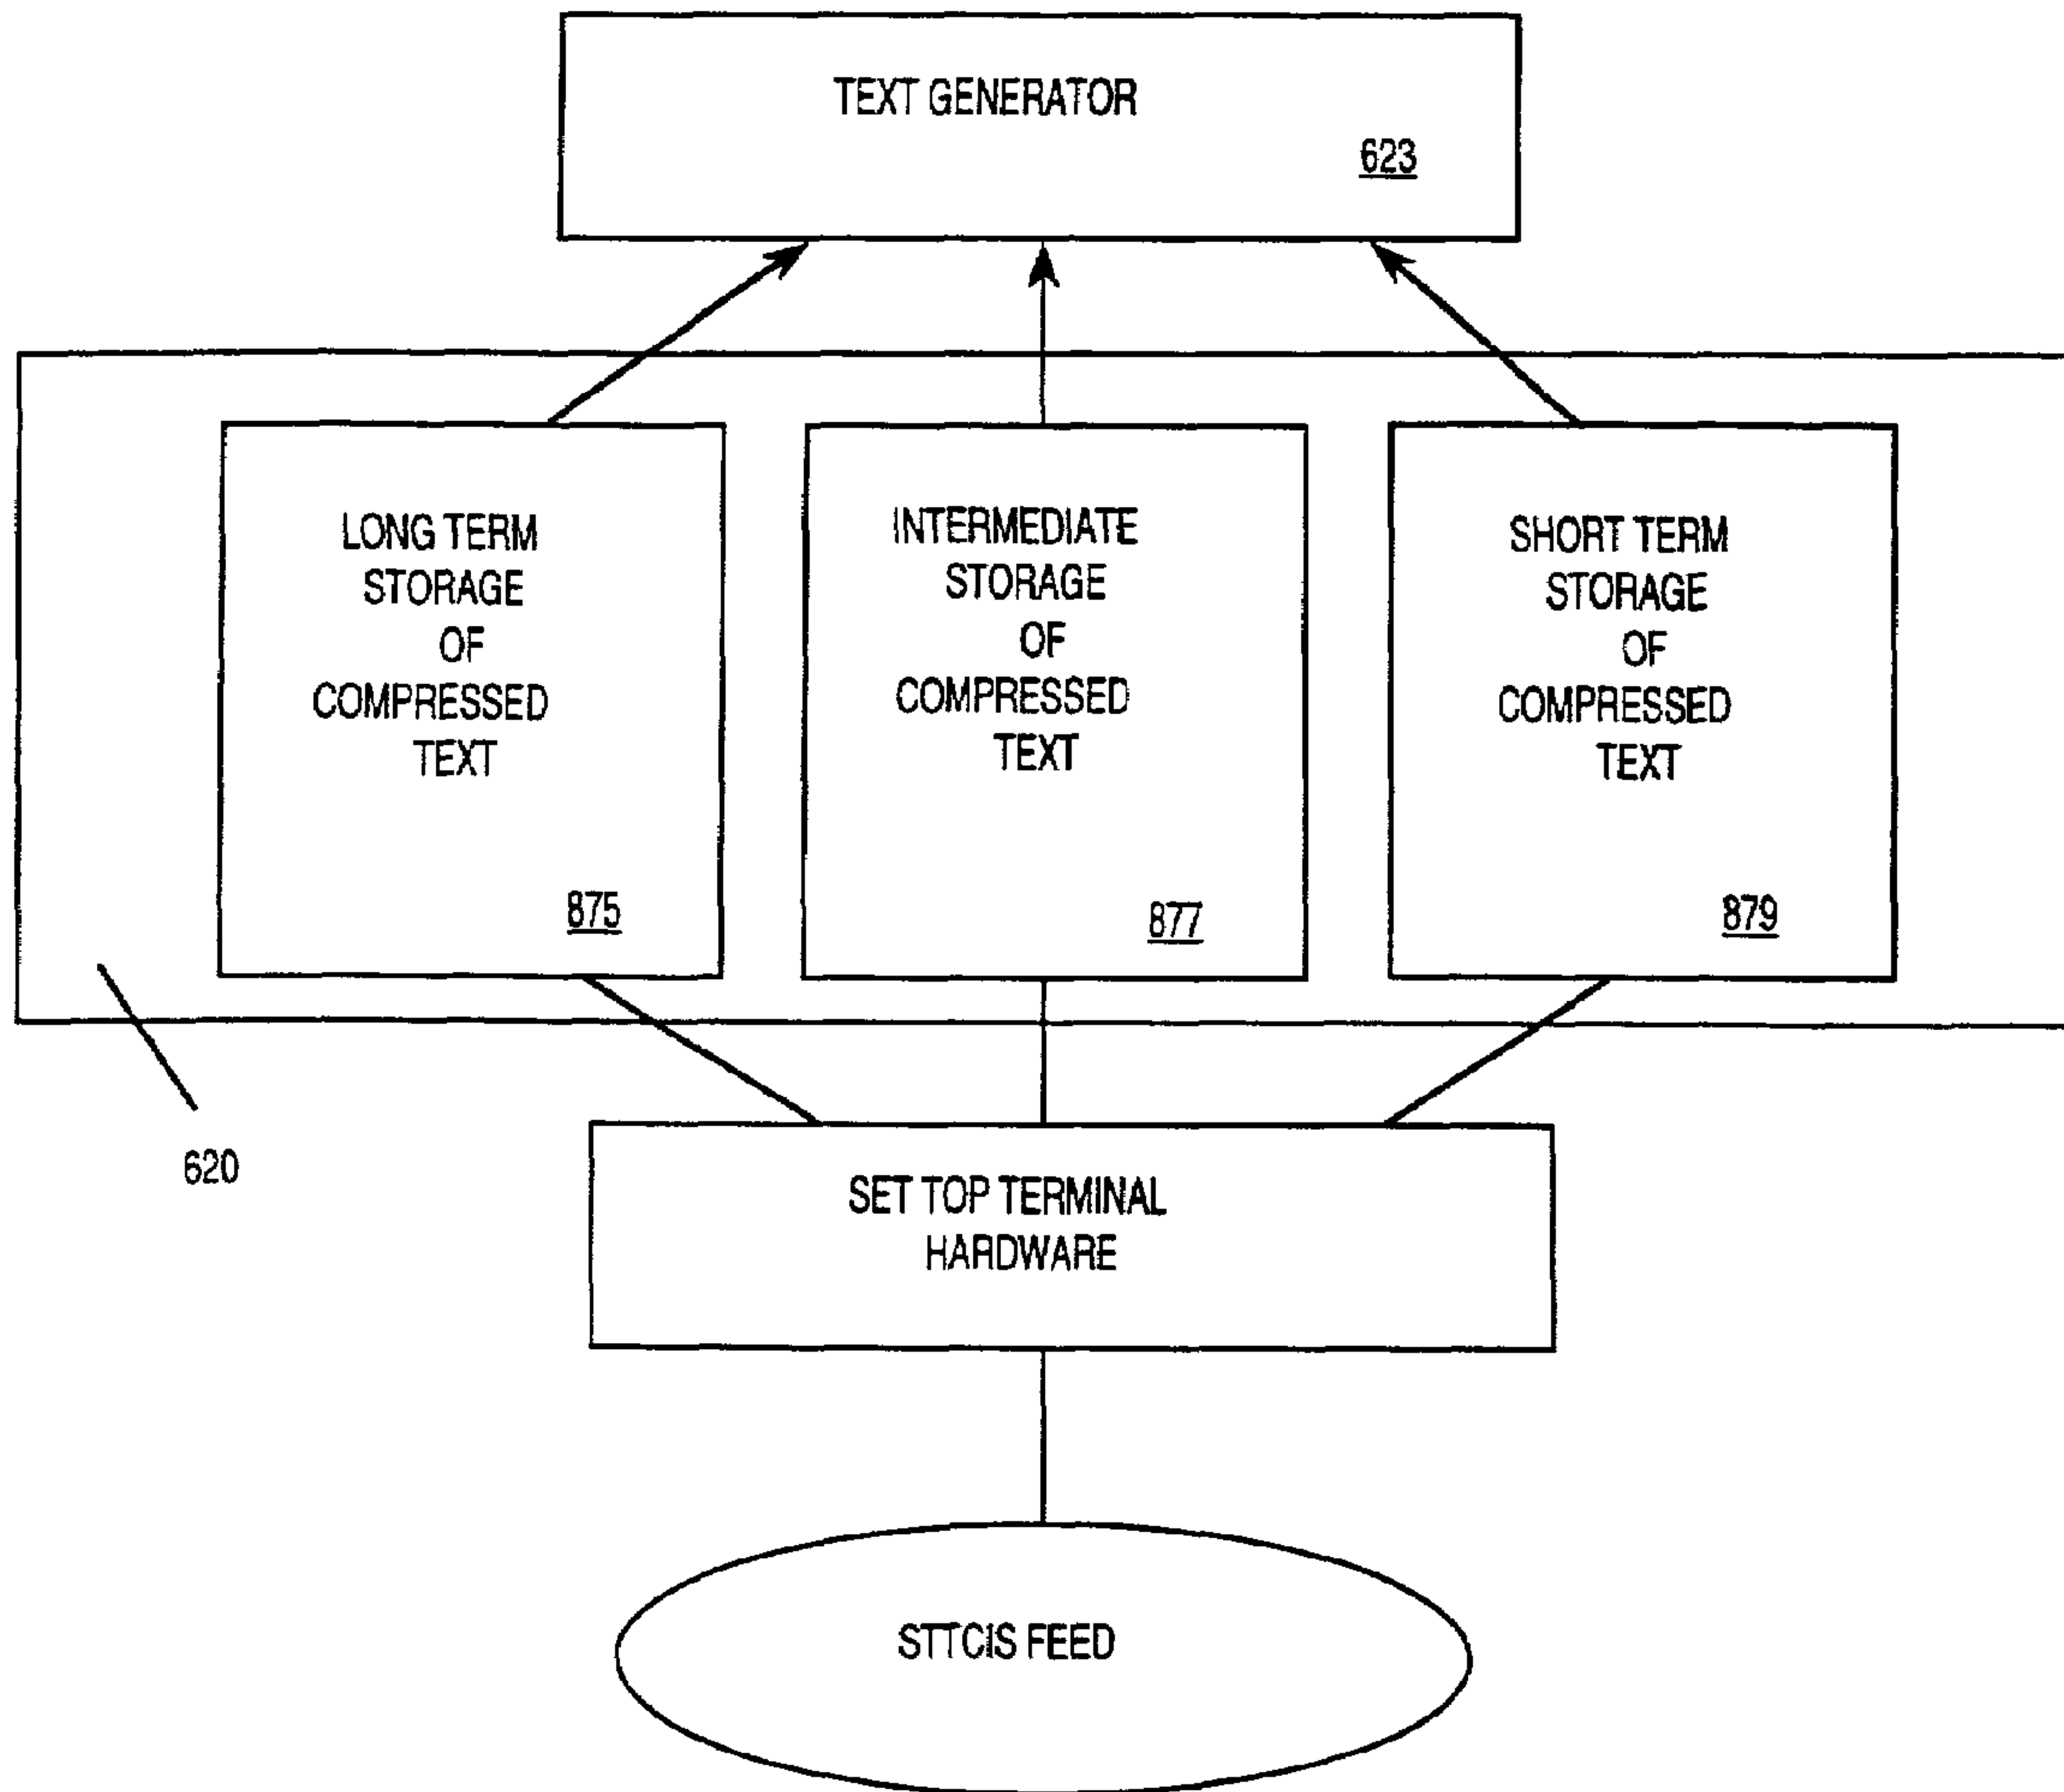 TEXT GENERATOR
623
LONG TERM
STORAGE
OF
COMPRESSED
TEXT
875
INTERMEDIATE
STORAGE
OF
COMPRESSED
TEXT
877
SHORT TERM
STORAGE
OF
COMPRESSED
TEXT
879
620
SET TOP TERMINAL
HARDWARE
STTCIS FEED